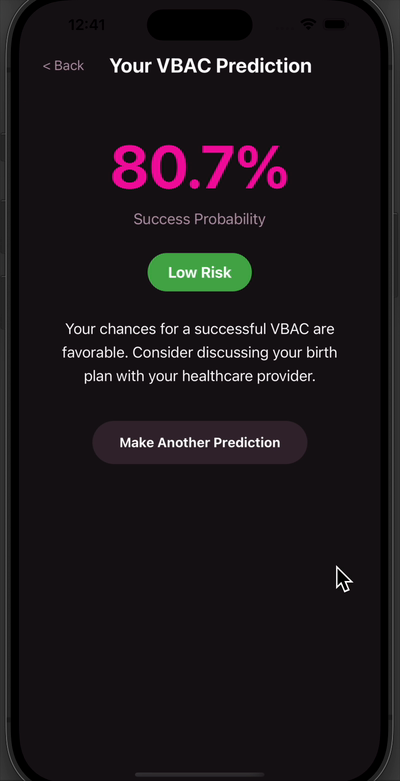 12:41
< Back
Your VBAC Prediction
80.7%
Success Probability
Low Risk
Your chances for a successful VBAC are
favorable. Consider discussing your birth
plan with your healthcare provider.
Make Another Prediction